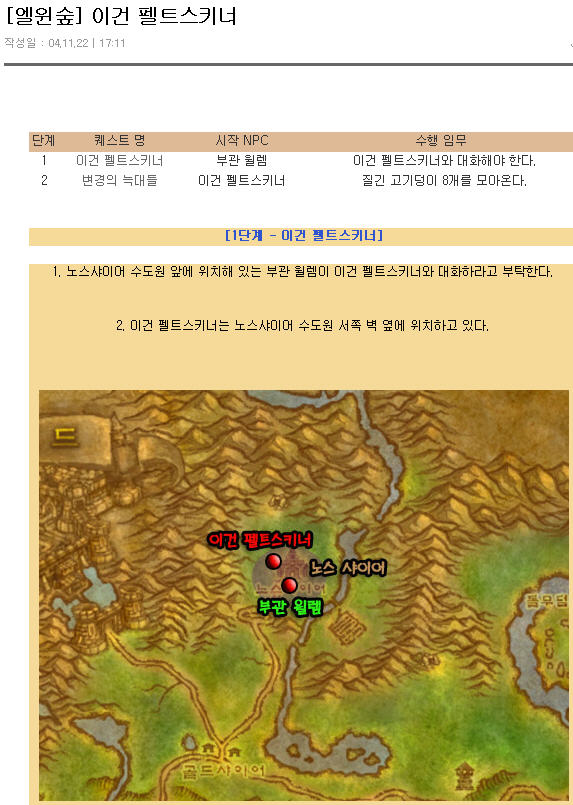 [엘윈숲] 이건 펠트스키너
작성일 : 04.11.22 | 17:11
단계 퀘스트 명 시작 NPC 수행 임무
1 이건 펠트스키너 부관 윌렘 이건 펠트스키너와 대화해야 한다.
2 변경의 늑대들 이건 펠트스키너 질긴 고기덩이 8개를 모아온다.
[1단계 - 이건 펠트스키너]
1. 노스샤이어 수도원 앞에 위치해 있는 부관 윌렘이 이건 펠트스키너와 대화하라고 부탁한다.
2. 이건 펠트스키너는 노스샤이어 수도원 서쪽 벽 옆에 위치하고 있다.
드
이건 펠트스키너
노스 샤이어
부관 윌렘
골드샤이어